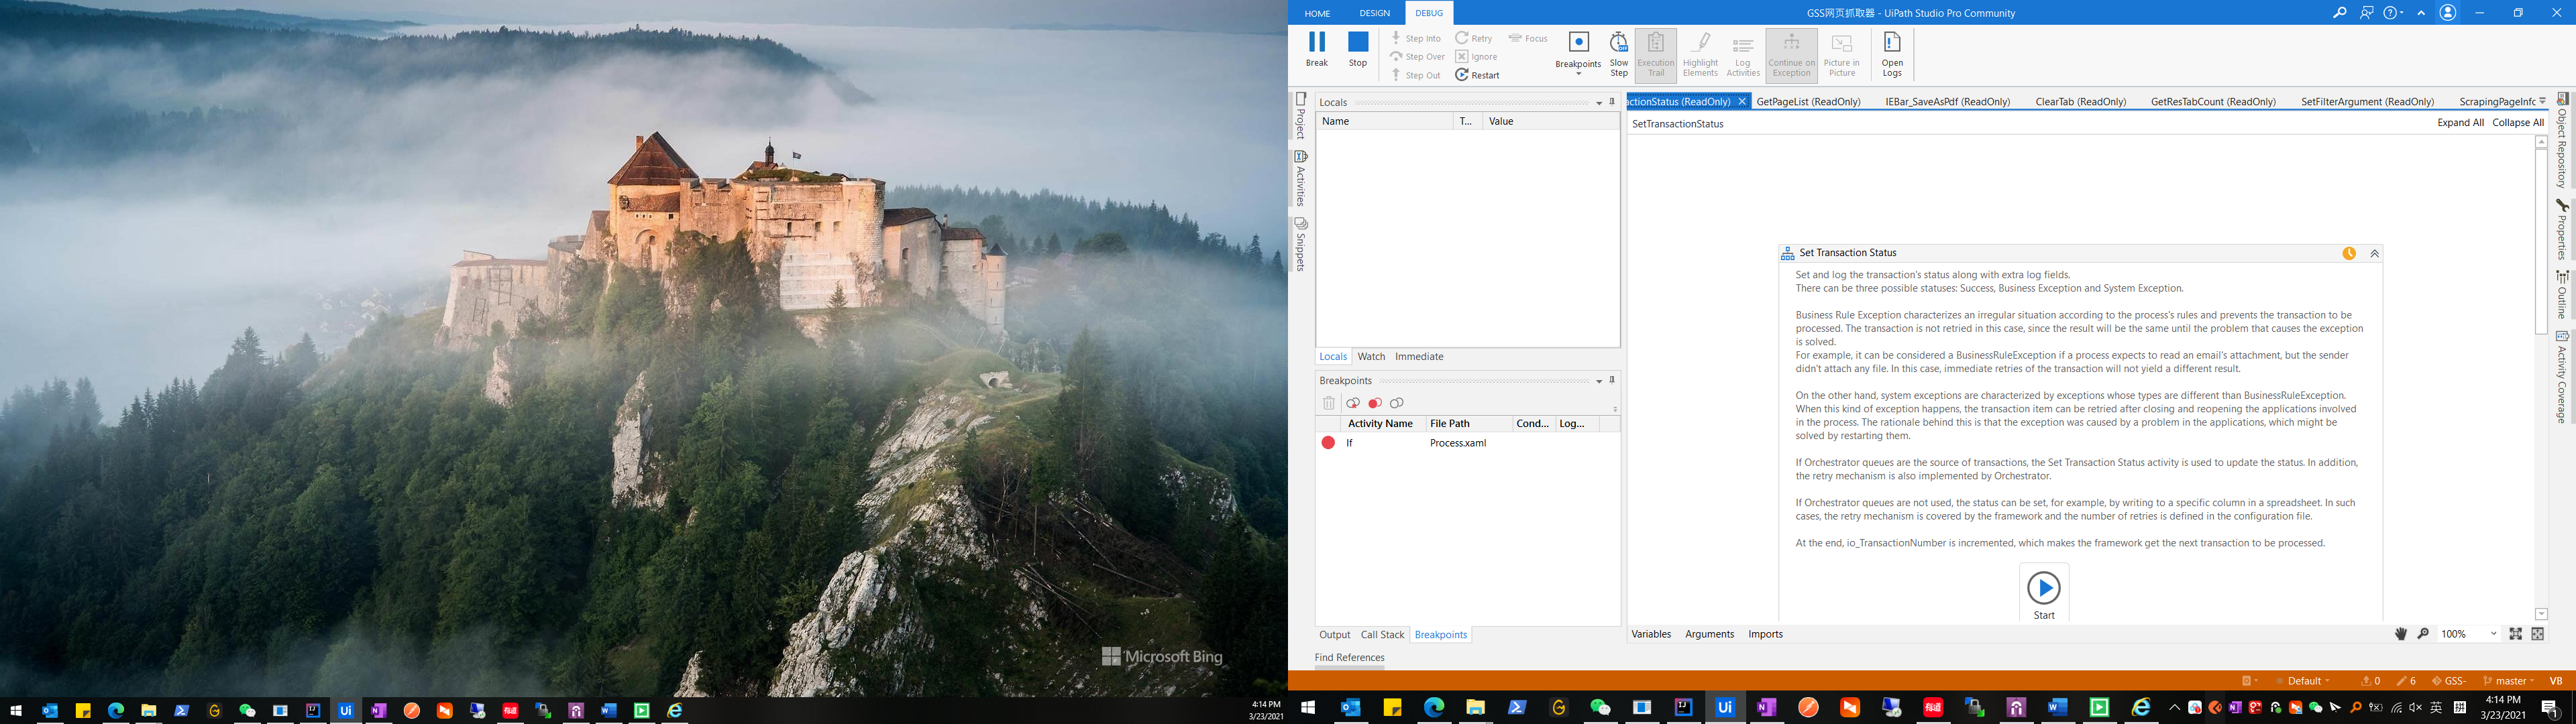 Microsoft Bing
4:14 PM
3/23/2021
HOME
DESIGN
DEBUG
GSS网页抓取器 - UiPath Studio Pro Community
Break
Stop
Step Into
Step Over
Step Out
Retry
Ignore
Restart
Focus
Breakpoints
Slow Step
Execution Trail
Highlight Elements
Log Activities
Continue on Exception
Picture in Picture
Open Logs
Project
Activities
Snippets
Locals
Name
T...
Value
Locals
Watch
Immediate
Breakpoints
Activity Name
File Path
Cond...
Log...
If
Process.xaml
Output
Call Stack
Breakpoints
Find References
actionStatus (ReadOnly)
GetPageList (ReadOnly)
IEBar_SaveAsPdf (ReadOnly)
ClearTab (ReadOnly)
GetResTabCount (ReadOnly)
SetFilterArgument (ReadOnly)
ScrapingPageInfo
SetTransactionStatus
Expand All
Collapse All
Set Transaction Status
Set and log the transaction's status along with extra log fields.
There can be three possible statuses: Success, Business Exception and System Exception.
Business Rule Exception characterizes an irregular situation according to the process's rules and prevents the transaction to be
processed. The transaction is not retried in this case, since the result will be the same until the problem that causes the exception
is solved.
For example, it can be considered a BusinessRuleException if a process expects to read an email's attachment, but the sender
didn't attach any file. In this case, immediate retries of the transaction will not yield a different result.
On the other hand, system exceptions are characterized by exceptions whose types are different than BusinessRuleException.
When this kind of exception happens, the transaction item can be retried after closing and reopening the applications involved
in the process. The rationale behind this is that the exception was caused by a problem in the applications, which might be
solved by restarting them.
If Orchestrator queues are the source of transactions, the Set Transaction Status activity is used to update the status. In addition,
the retry mechanism is also implemented by Orchestrator.
If Orchestrator queues are not used, the status can be set, for example, by writing to a specific column in a spreadsheet. In such
cases, the retry mechanism is covered by the framework and the number of retries is defined in the configuration file.
At the end, io_TransactionNumber is incremented, which makes the framework get the next transaction to be processed.
Start
Variables
Arguments
Imports
100%
Object Repository
Properties
Outline
Activity Coverage
Default
0
6
GSS-
master
VB
Ui
英
拼
4:14 PM
3/23/2021